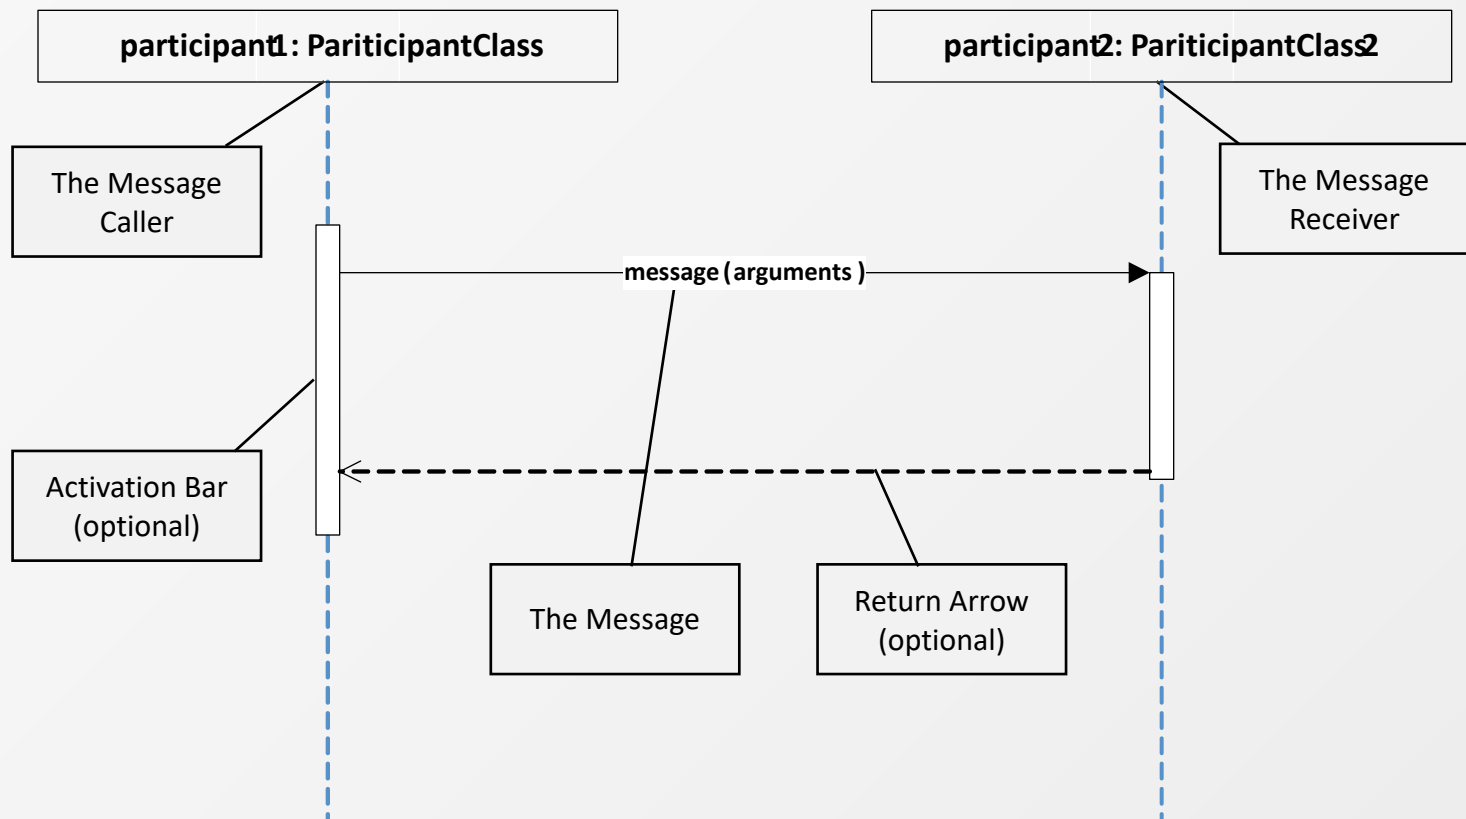 participant1: PariticipantClass
participant2: PariticipantClass2
The Message
Caller
The Message
Receiver
message (arguments )
Activation Bar
(optional)
The Message
Return Arrow
(optional)